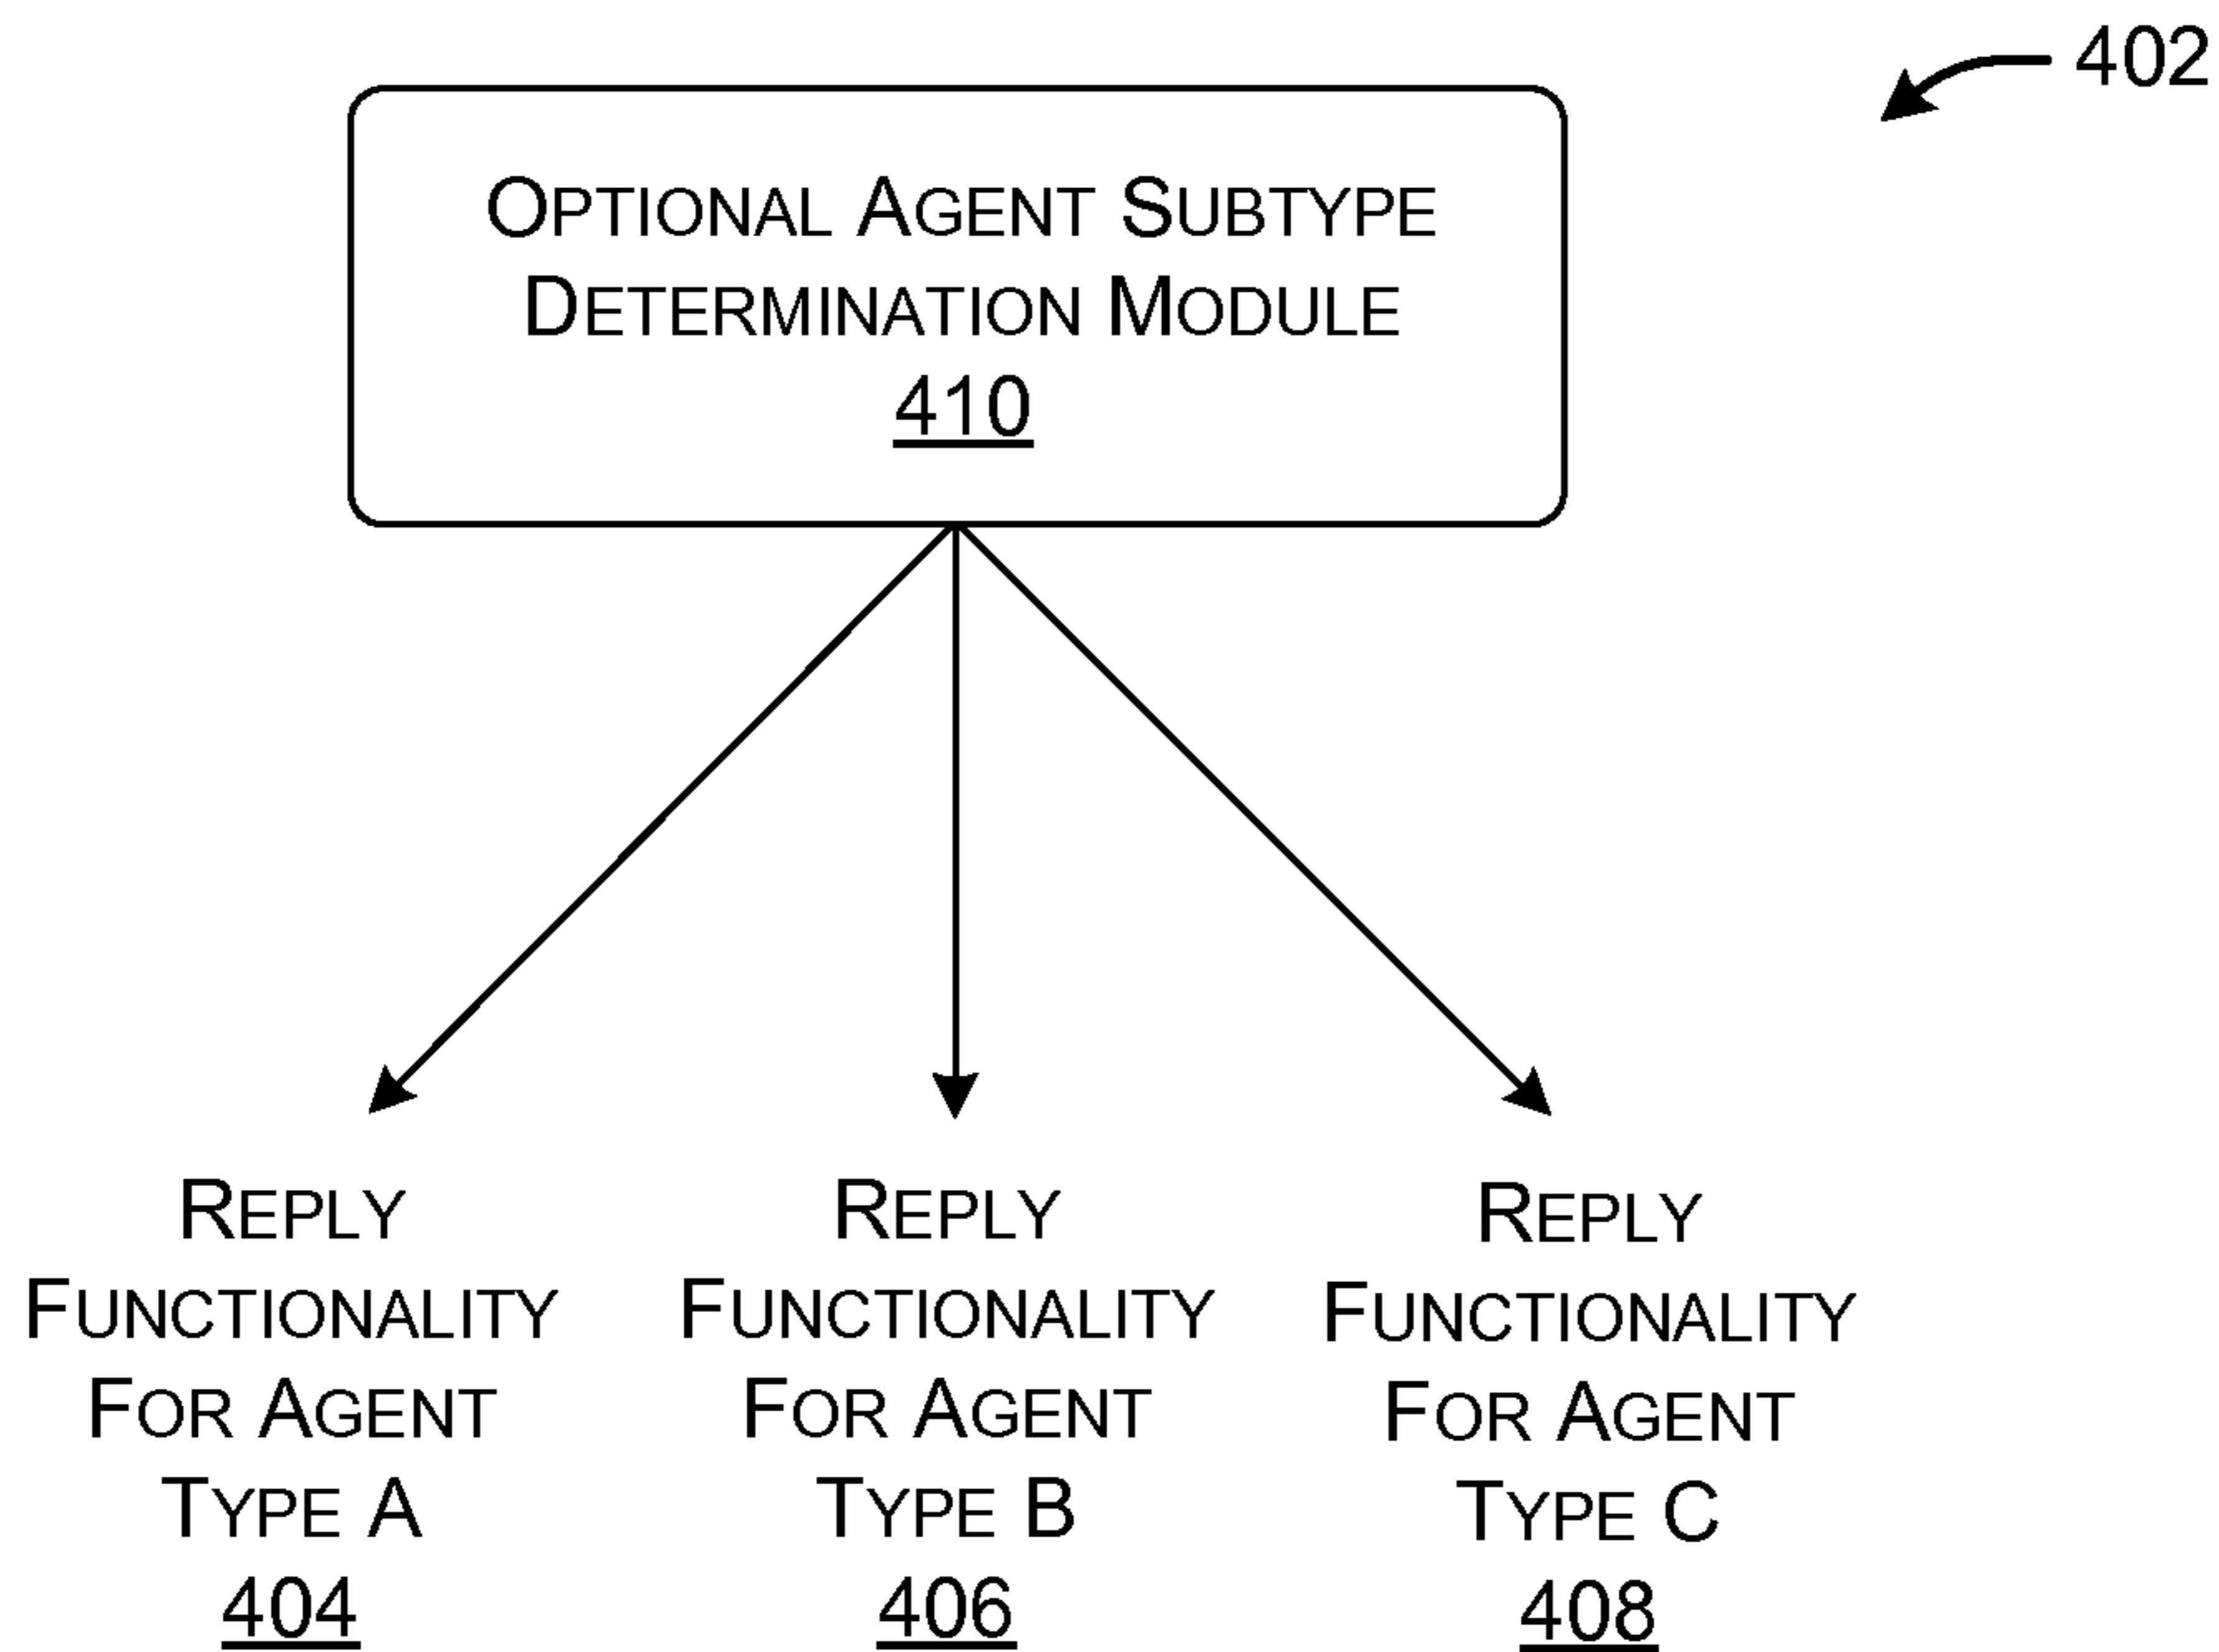 402
OPTIONAL AGENT SUBTYPE
DETERMINATION MODULE
410
REPLY
FUNCTIONALITY
FOR AGENT
TYPE A
404
REPLY
FUNCTIONALITY
FOR AGENT
TYPE B
406
REPLY
FUNCTIONALITY
FOR AGENT
TYPE C
408